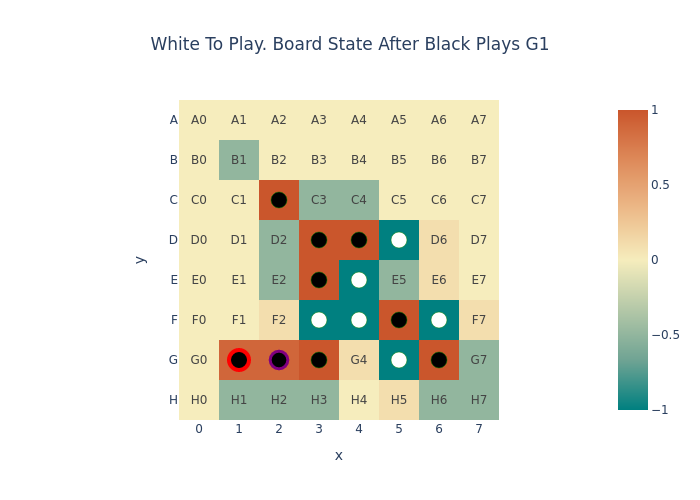 White To Play. Board State After Black Plays G1
A A0 A1 A2 A3 A4 A5 A6 A7
B B0 B1 B2 B3 B4 B5 B6 B7
C C0 C1 C3 C4 C5 C6 C7
D D0 D1 D2 D6 D7
E E0 E1 E2 E5 E6 E7
F F0 F1 F2 F7
G G0 G4 G7
H H0 H1 H2 H3 H4 H5 H6 H7
0 1 2 3 4 5 6 7
x
y
1
0.5
0
−0.5
−1